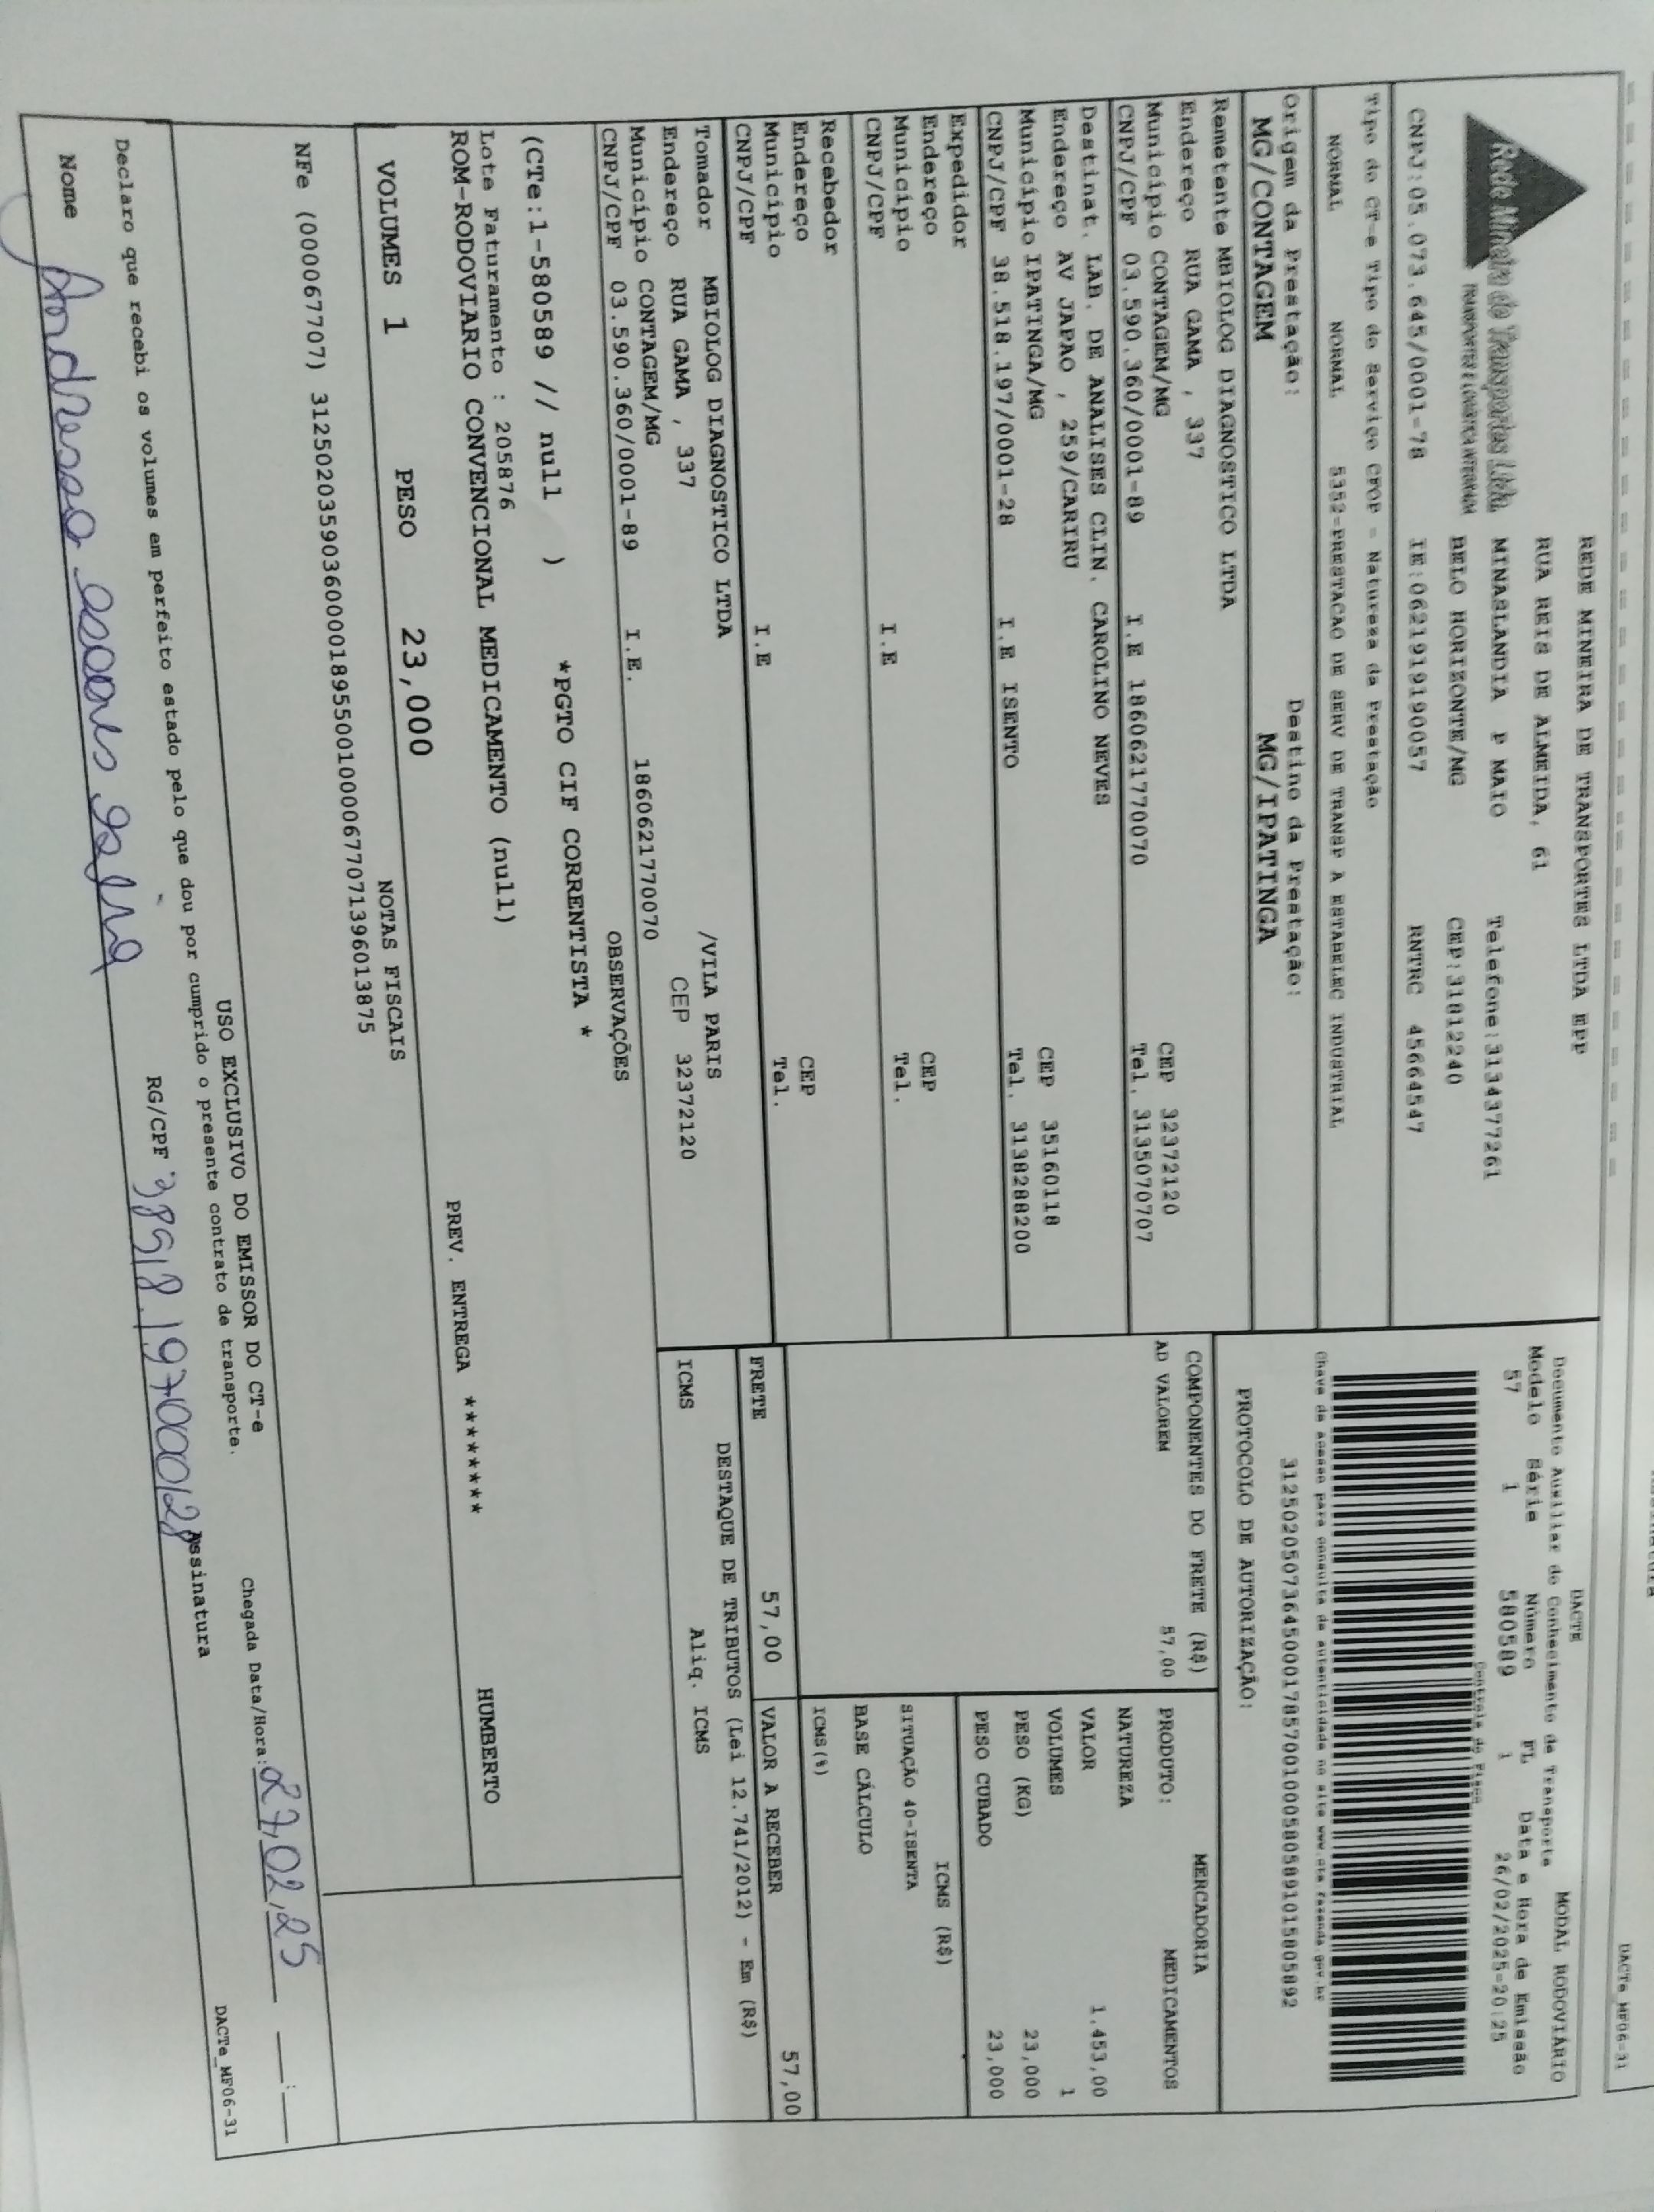 DACTe_MF06-31
Rede Mineira de Transportes Ltda.
REDE MINEIRA DE TRANSPORTES LTDA EPP
RUA REIS DE ALMEIDA, 61
MINASLANDIA P MAIO Telefone:3134377261
BELO HORIZONTE/MG CEP:31812240
CNPJ:05.073.645/0001-78 IE:0621919190057 RNTRC 45664547
Tipo do CT-e Tipo do Serviço CFOP - Natureza da Prestação
NORMAL NORMAL 5352-PRESTACAO DE SERV DE TRANSP A ESTABELEC INDUSTRIAL
Origem da Prestação: Destino da Prestação:
MG/CONTAGEM MG/IPATINGA
DACTE MODAL RODOVIÁRIO
Documento Auxiliar do Conhecimento de Transporte
Modelo Série Número FL Data e Hora de Emissão
57 1 580589 1 26/02/2025-20:25
Controle do Fisco
Chave de acesso para consulta de autenticidade no site www.cte.fazenda.gov.br
31250205073645000178570010005805891015805892
PROTOCOLO DE AUTORIZAÇÃO:
Remetente MBIOLOG DIAGNOSTICO LTDA
Endereço RUA GAMA , 337
Município CONTAGEM/MG CEP 32372120
CNPJ/CPF 03.590.360/0001-89 I.E 1860621770070 Tel. 3135070707
Destinat. LAB. DE ANALISES CLIN. CAROLINO NEVES
Endereço AV JAPAO , 259/CARIRU
Município IPATINGA/MG CEP 35160118
CNPJ/CPF 38.518.197/0001-28 I.E ISENTO Tel. 3138288200
Expedidor
Endereço
Município CEP
CNPJ/CPF I.E Tel.
Recebedor
Endereço
Município CEP
CNPJ/CPF I.E Tel.
Tomador MBIOLOG DIAGNOSTICO LTDA /VILA PARIS
Endereço RUA GAMA , 337 CEP 32372120
Município CONTAGEM/MG
CNPJ/CPF 03.590.360/0001-89 I.E. 1860621770070
COMPONENTES DO FRETE (R$)
AD VALOREM 57,00
MERCADORIA
PRODUTO: MEDICAMENTOS
NATUREZA
VALOR 1.453,00
VOLUMES 1
PESO (KG) 23,000
PESO CUBADO 23,000
ICMS (R$)
SITUAÇÃO 40-ISENTA
BASE CÁLCULO
ICMS(%)
FRETE 57,00 VALOR A RECEBER 57,00
DESTAQUE DE TRIBUTOS (Lei 12.741/2012) - Em (R$)
ICMS Aliq. ICMS
OBSERVAÇÕES
(CTe:1-580589 // null ) *PGTO CIF CORRENTISTA *
Lote Faturamento : 205876
ROM-RODOVIARIO CONVENCIONAL MEDICAMENTO (null)
PREV. ENTREGA ******** HUMBERTO
VOLUMES 1 PESO 23,000
NOTAS FISCAIS
NFe (000067707) 31250203590360000189550010000677071396013875
USO EXCLUSIVO DO EMISSOR DO CT-e
Declaro que recebi os volumes em perfeito estado pelo que dou por cumprido o presente contrato de transporte.
Chegada Data/Hora: 27,02,25 __:__
Nome RG/CPF 38518.197000128 Assinatura
DACTe_MF06-31